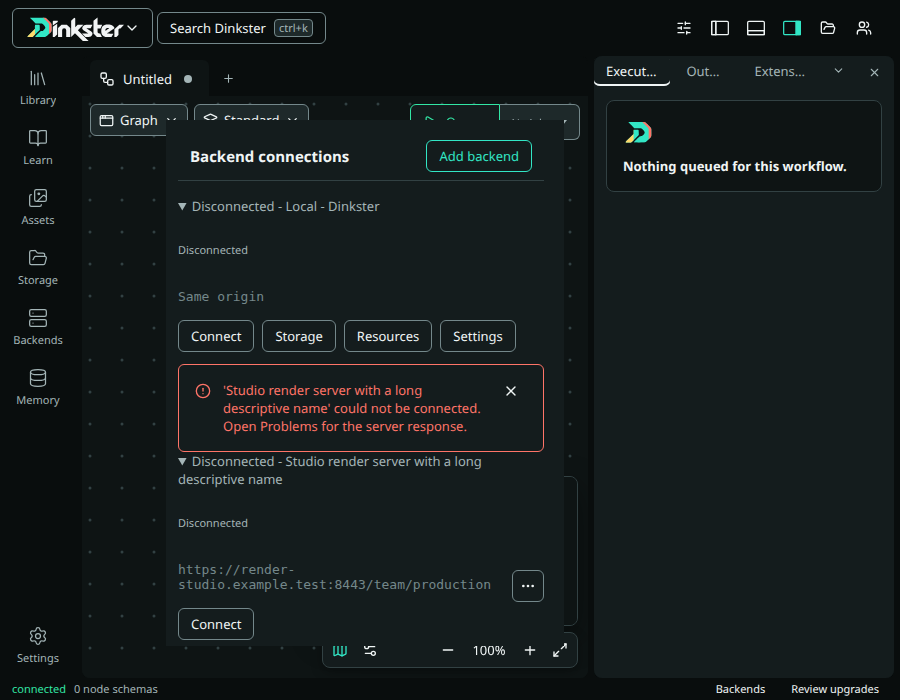 Dinkster
Search Dinkster ctrl+k
Library
Learn
Assets
Storage
Backends
Memory
Settings
Untitled
Graph
Standard
Backend connections
Add backend
Disconnected - Local - Dinkster
Disconnected
Same origin
Connect Storage Resources Settings
'Studio render server with a long
descriptive name' could not be connected.
Open Problems for the server response.
Disconnected - Studio render server with a long
descriptive name
Disconnected
https://render-
studio.example.test:8443/team/production
Connect
100%
Execut... Out... Extens...
Nothing queued for this workflow.
connected 0 node schemas
Backends Review upgrades